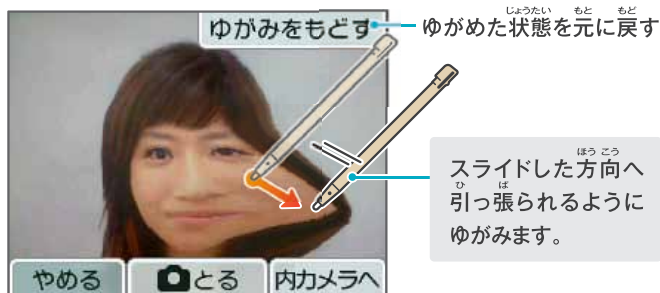 ゆがみをもどす
ゆがめた状態を元に戻す
じょうたい もと もど
スライドした方向へ
ほう こう
引っ張られるように
ひ ば
ゆがみます。
やめる
とる
内カメラへ